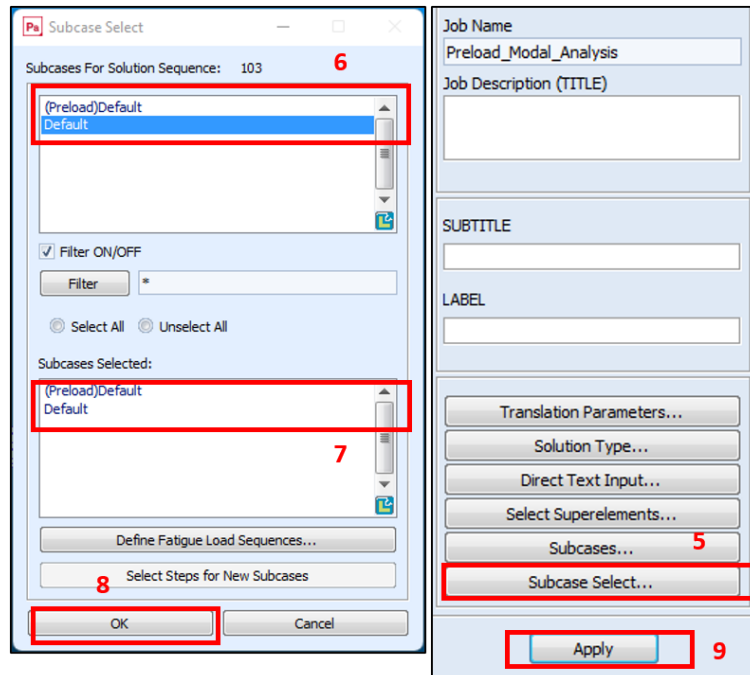 Pa Subcase Select
Subcases For Solution Sequence: 103
6
(Preload)Default
Default
Filter ON/OFF
Filter *
Select All Unselect All
Subcases Selected:
(Preload)Default
Default
7
Define Fatigue Load Sequences...
Select Steps for New Subcases
8
OK Cancel
Job Name
Preload_Modal_Analysis
Job Description (TITLE)
SUBTITLE
LABEL
Translation Parameters...
Solution Type...
Direct Text Input...
Select Superelements...
Subcases... 5
Subcase Select...
Apply 9